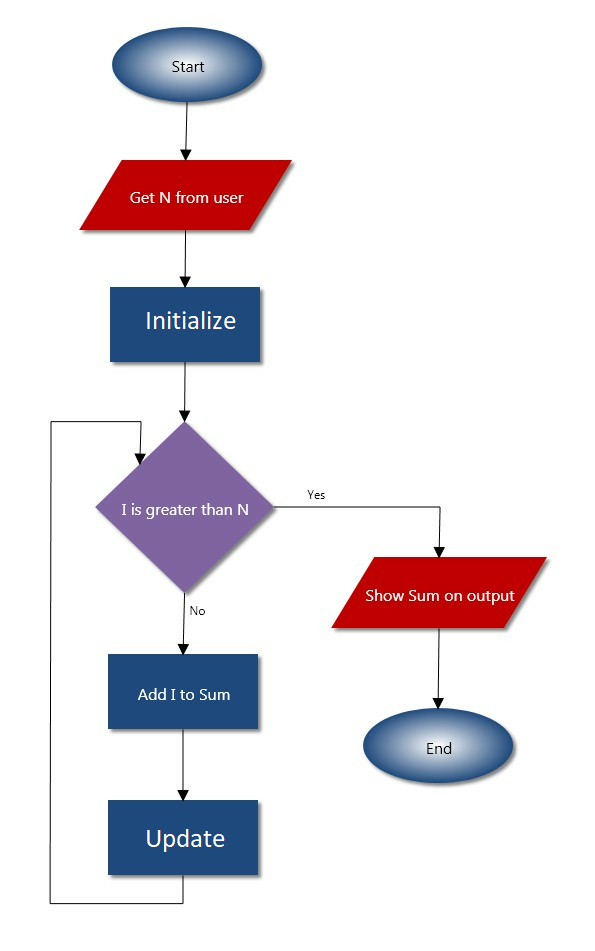 Start
Get N from user
Initialize
I is greater than N
Yes
No
Show Sum on output
Add I to Sum
End
Update